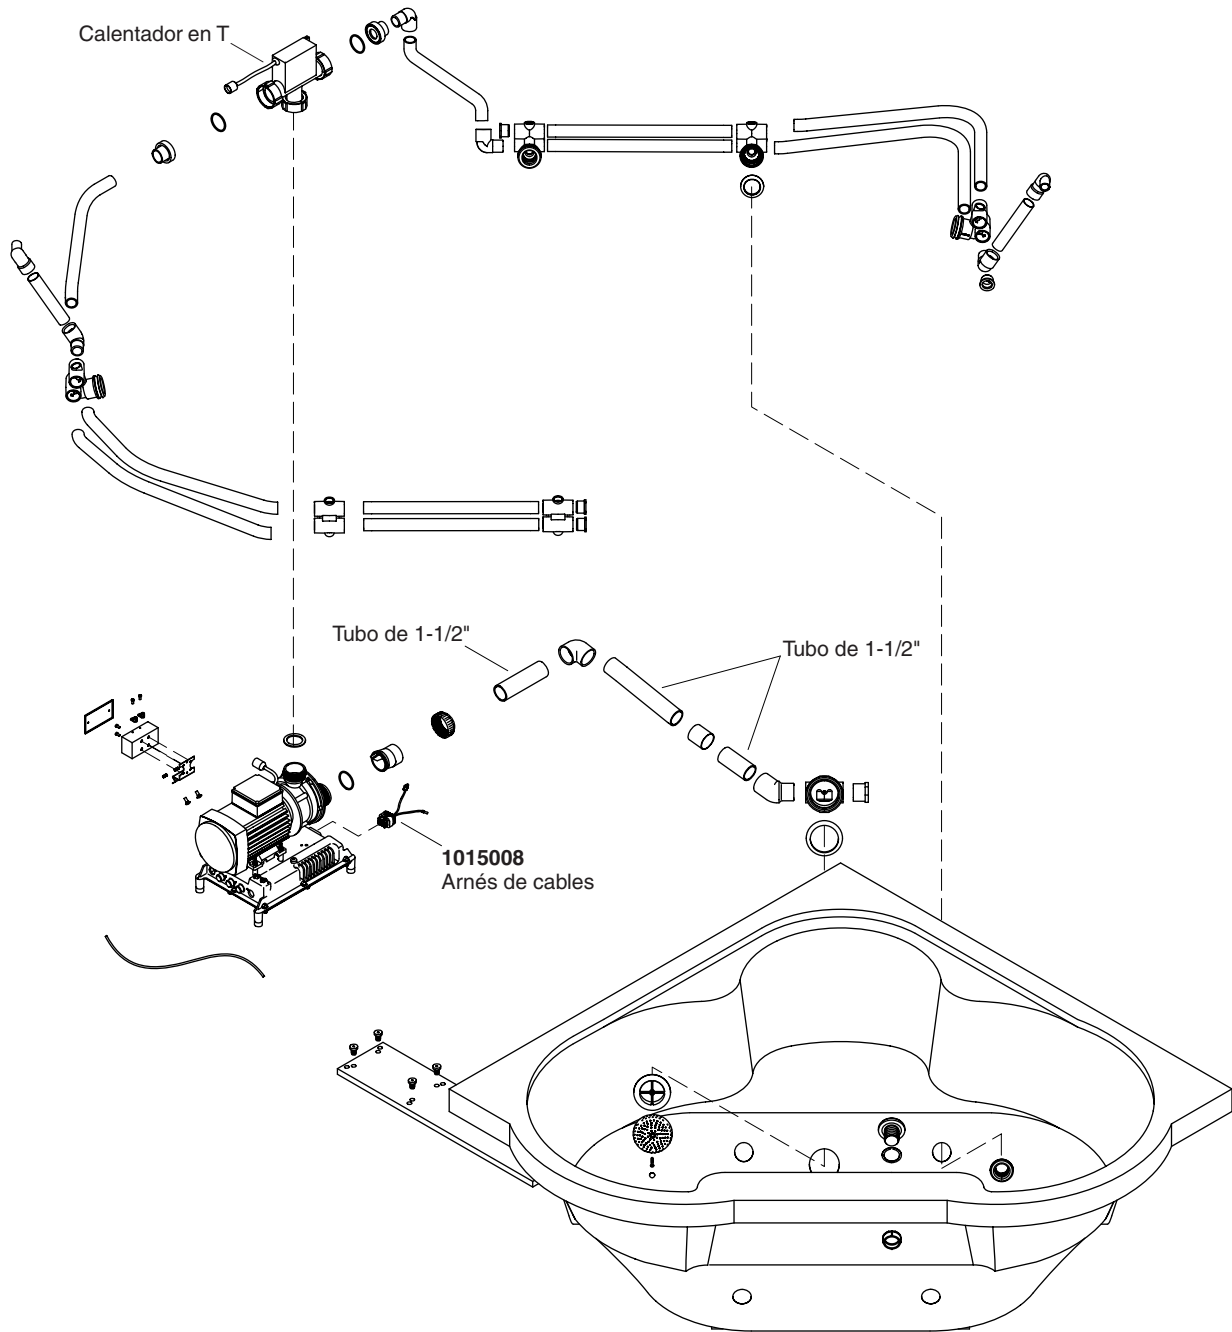 Calentador en T
Tubo de 1-1/2"
Tubo de 1-1/2"
1015008
Arnés de cables